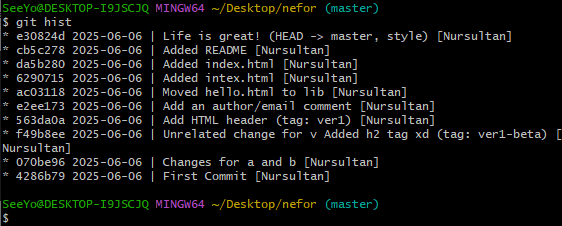 SeeYo@DESKTOP-I9JSCJQ MINGW64 ~/Desktop/nefor (master)
$ git hist
* e30824d 2025-06-06 | Life is great! (HEAD -> master, style) [Nursultan]
* cb5c278 2025-06-06 | Added README [Nursultan]
* da5b280 2025-06-06 | Added index.html [Nursultan]
* 6290715 2025-06-06 | Added intex.html [Nursultan]
* ac03118 2025-06-06 | Moved hello.html to lib [Nursultan]
* e2ee173 2025-06-06 | Add an author/email comment [Nursultan]
* 563da0a 2025-06-06 | Add HTML header (tag: ver1) [Nursultan]
* f49b8ee 2025-06-06 | Unrelated change for v Added h2 tag xd (tag: ver1-beta) [
Nursultan]
* 070be96 2025-06-06 | Changes for a and b [Nursultan]
* 4286b79 2025-06-06 | First Commit [Nursultan]
SeeYo@DESKTOP-I9JSCJQ MINGW64 ~/Desktop/nefor (master)
$